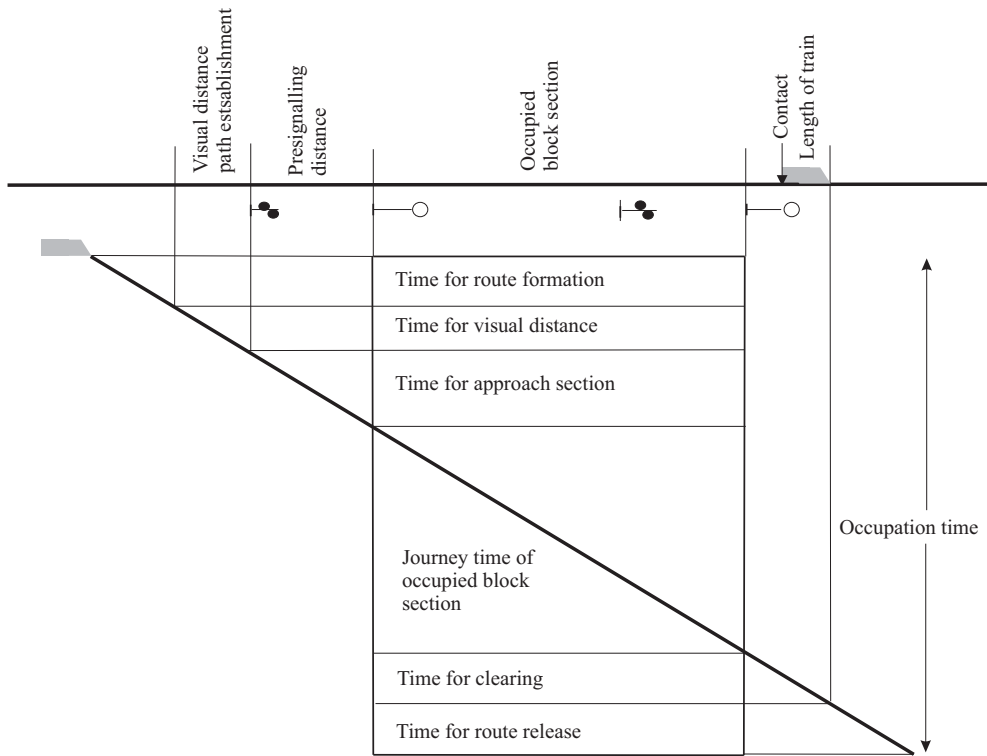 Visual distance
path estsablishment
Presignalling
distance
Occupied
block section
Contact
Length of train
Time for route formation
Time for visual distance
Time for approach section
Journey time of
occupied block
section
Occupation time
Time for clearing
Time for route release